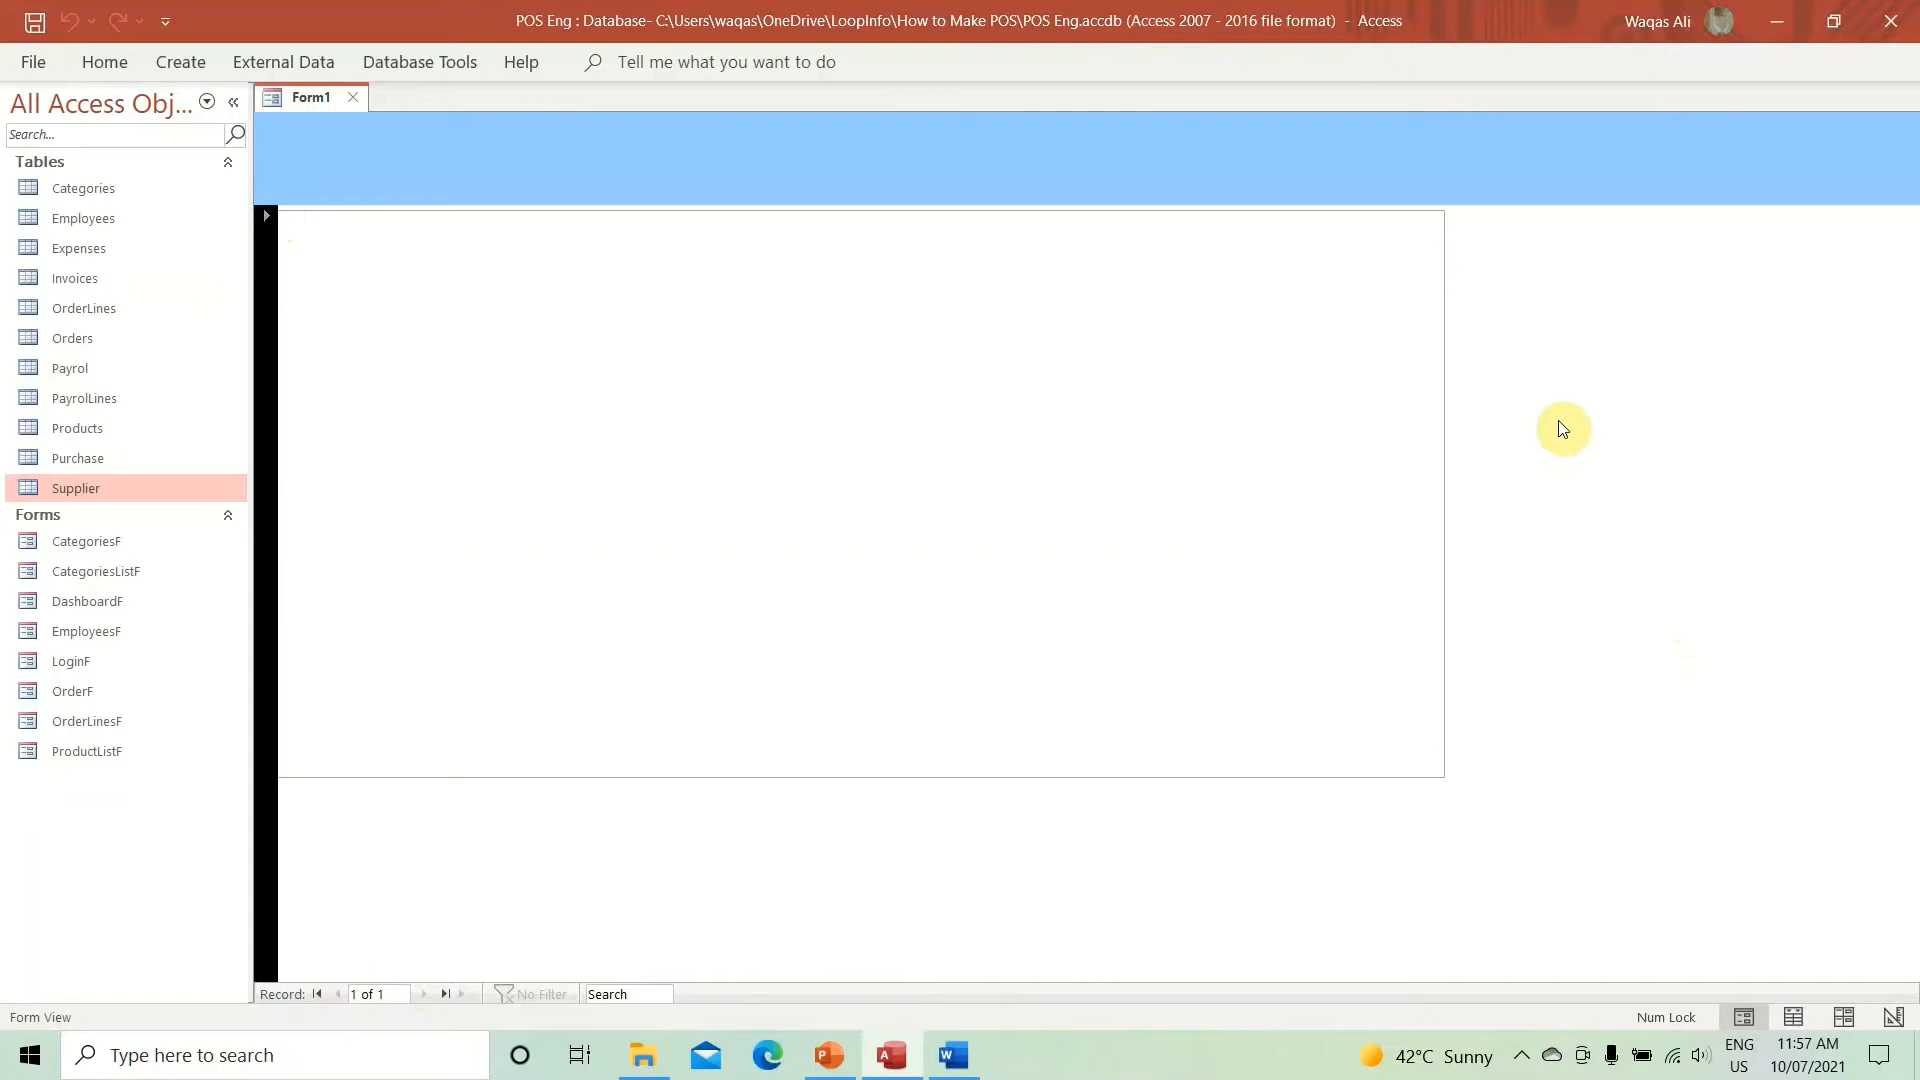 POS Eng : Database- C:\Users\waqas\OneDrive\LoopInfo\How to Make POS\POS Eng.accdb (Access 2007 - 2016 file format) - Access
Waqas Ali
File Home Create External Data Database Tools Help Tell me what you want to do
All Access Obj...
Form1
Search...
Tables
Categories
Employees
Expenses
Invoices
OrderLines
Orders
Payrol
PayrolLines
Products
Purchase
Supplier
Forms
CategoriesF
CategoriesListF
DashboardF
EmployeesF
LoginF
OrderF
OrderLinesF
ProductListF
Record: 1 of 1 No Filter Search
Form View
Num Lock
Type here to search
P
A
W
42°C Sunny
ENG
US
11:57 AM
10/07/2021